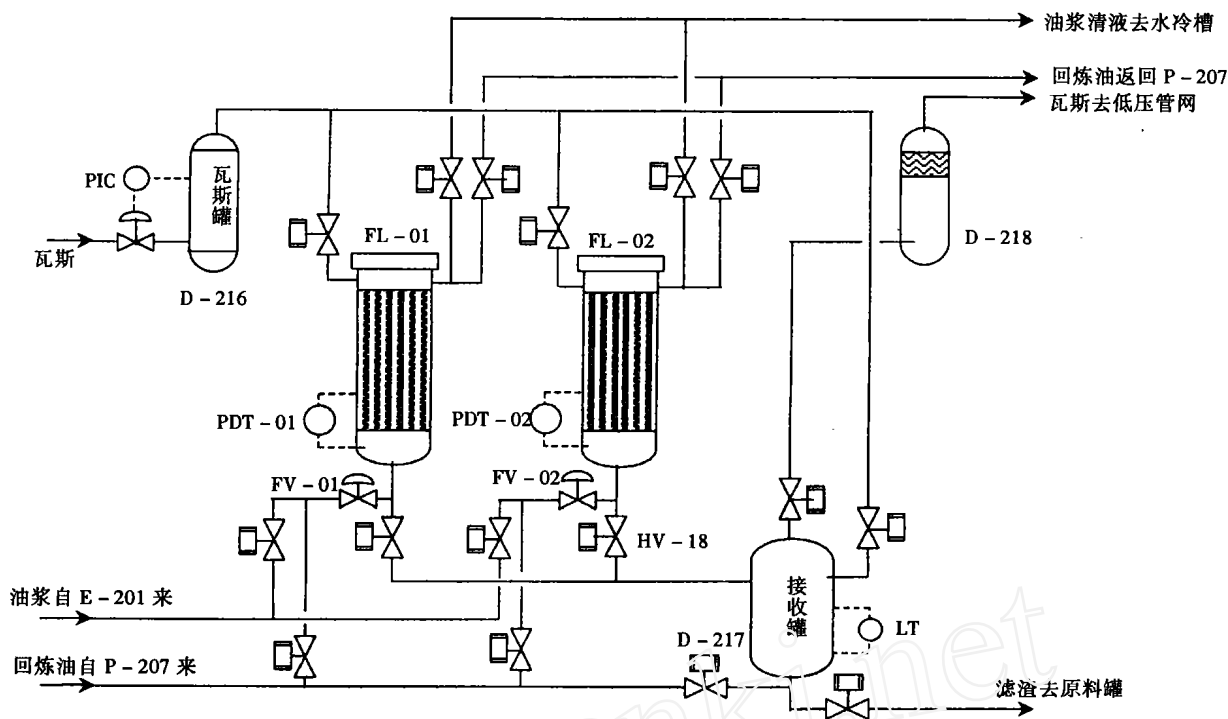 油浆清液去水冷槽
回炼油返回 P-207
瓦斯去低压管网
PIC
瓦斯罐
瓦斯
D-216
FL-01
FL-02
D-218
PDT-01
PDT-02
FV-01
FV-02
HV-18
油浆自 E-201 来
接收罐
LT
D-217
回炼油自 P-207 来
滤渣去原料罐